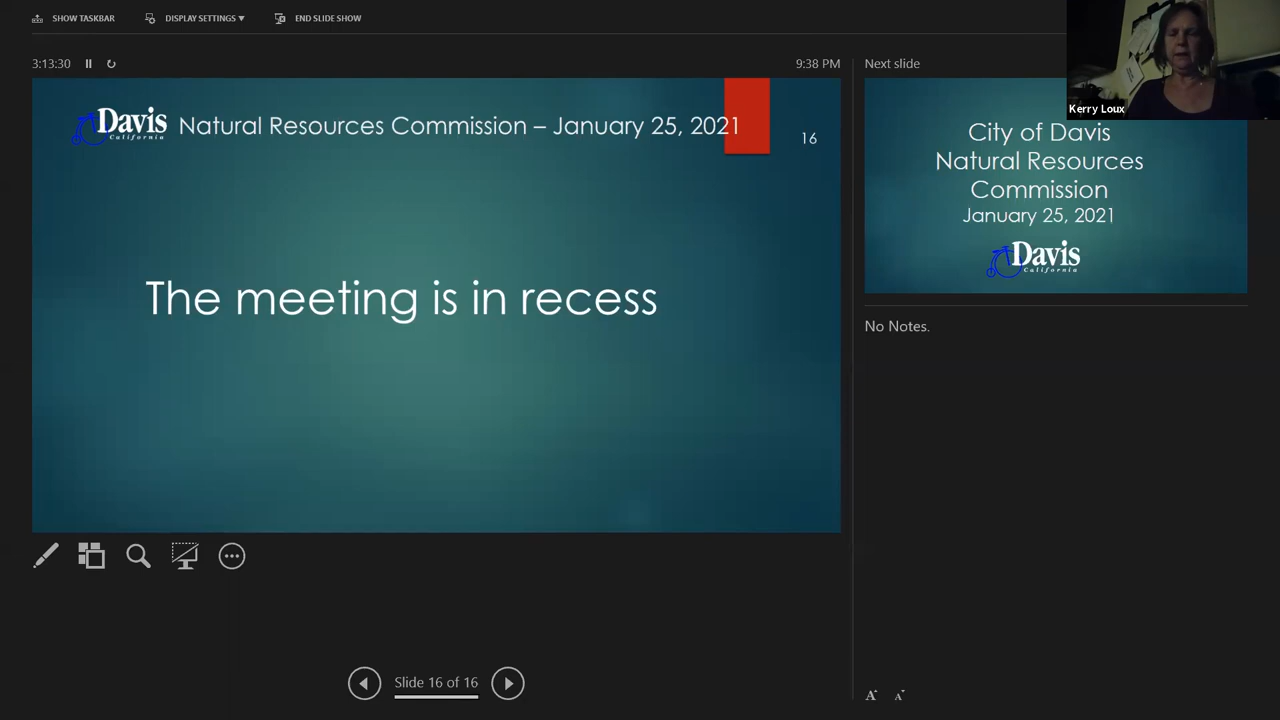 SHOW TASKBAR
DISPLAY SETTINGS ▼
END SLIDE SHOW
3:13:30
9:38 PM
Next slide
Kerry Loux
Davis
California
Natural Resources Commission – January 25, 2021
16
The meeting is in recess
City of Davis
Natural Resources
Commission
January 25, 2021
Davis
California
No Notes.
Slide 16 of 16
A A